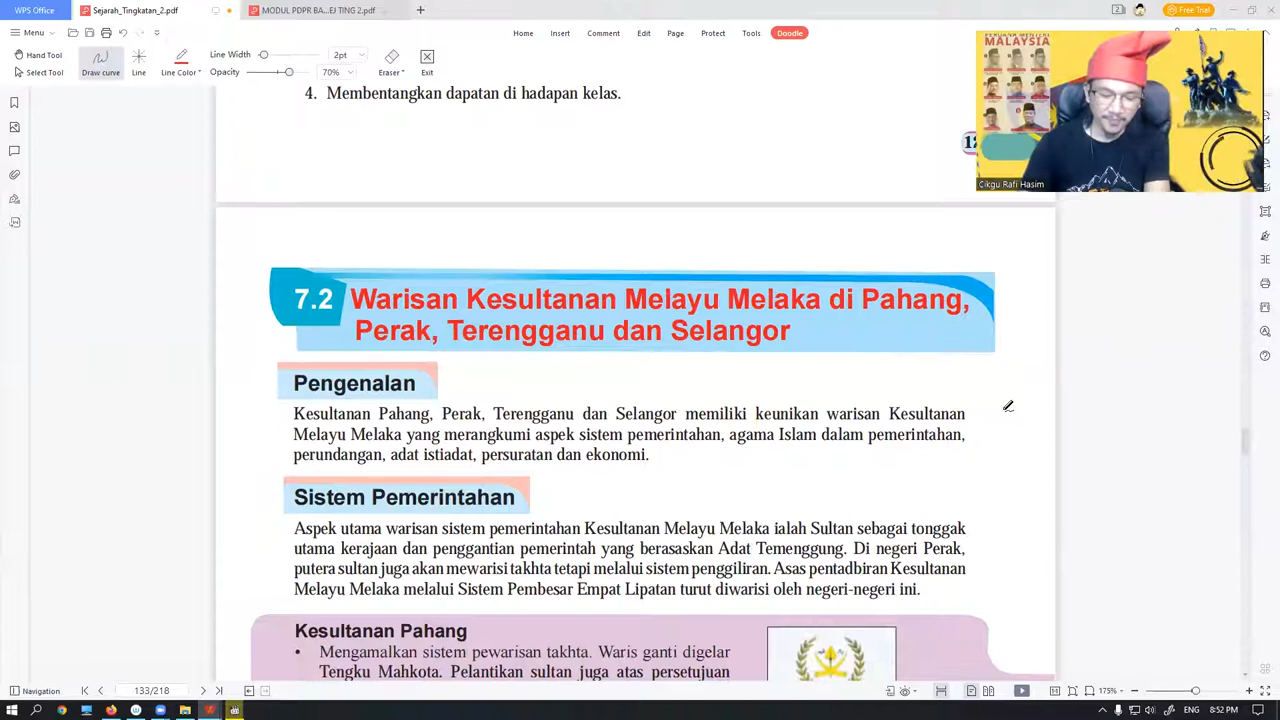 WPS Office
Sejarah_Tingkatan_2.pdf
MODUL PDPR BA...EJ TING 2.pdf
Free Trial
Menu
Home
Insert
Comment
Edit
Page
Protect
Tools
Doodle
Hand Tool
Select Tool
Draw curve
Line
Line Color
Line Width
2pt
Opacity
70%
Eraser
Exit
4. Membentangkan dapatan di hadapan kelas.
12
MALAYSIA
Cikgu Rafi Hasim
7.2 Warisan Kesultanan Melayu Melaka di Pahang,
Perak, Terengganu dan Selangor
Pengenalan
Kesultanan Pahang, Perak, Terengganu dan Selangor memiliki keunikan warisan Kesultanan
Melayu Melaka yang merangkumi aspek sistem pemerintahan, agama Islam dalam pemerintahan,
perundangan, adat istiadat, persuratan dan ekonomi.
Sistem Pemerintahan
Aspek utama warisan sistem pemerintahan Kesultanan Melayu Melaka ialah Sultan sebagai tonggak
utama kerajaan dan penggantian pemerintah yang berasaskan Adat Temenggung. Di negeri Perak,
putera sultan juga akan mewarisi takhta tetapi melalui sistem penggiliran. Asas pentadbiran Kesultanan
Melayu Melaka melalui Sistem Pembesar Empat Lipatan turut diwarisi oleh negeri-negeri ini.
Kesultanan Pahang
• Mengamalkan sistem pewarisan takhta. Waris ganti digelar
Tengku Mahkota. Pelantikan sultan juga atas persetujuan
Navigation
133/218
175%
ENG
8:52 PM